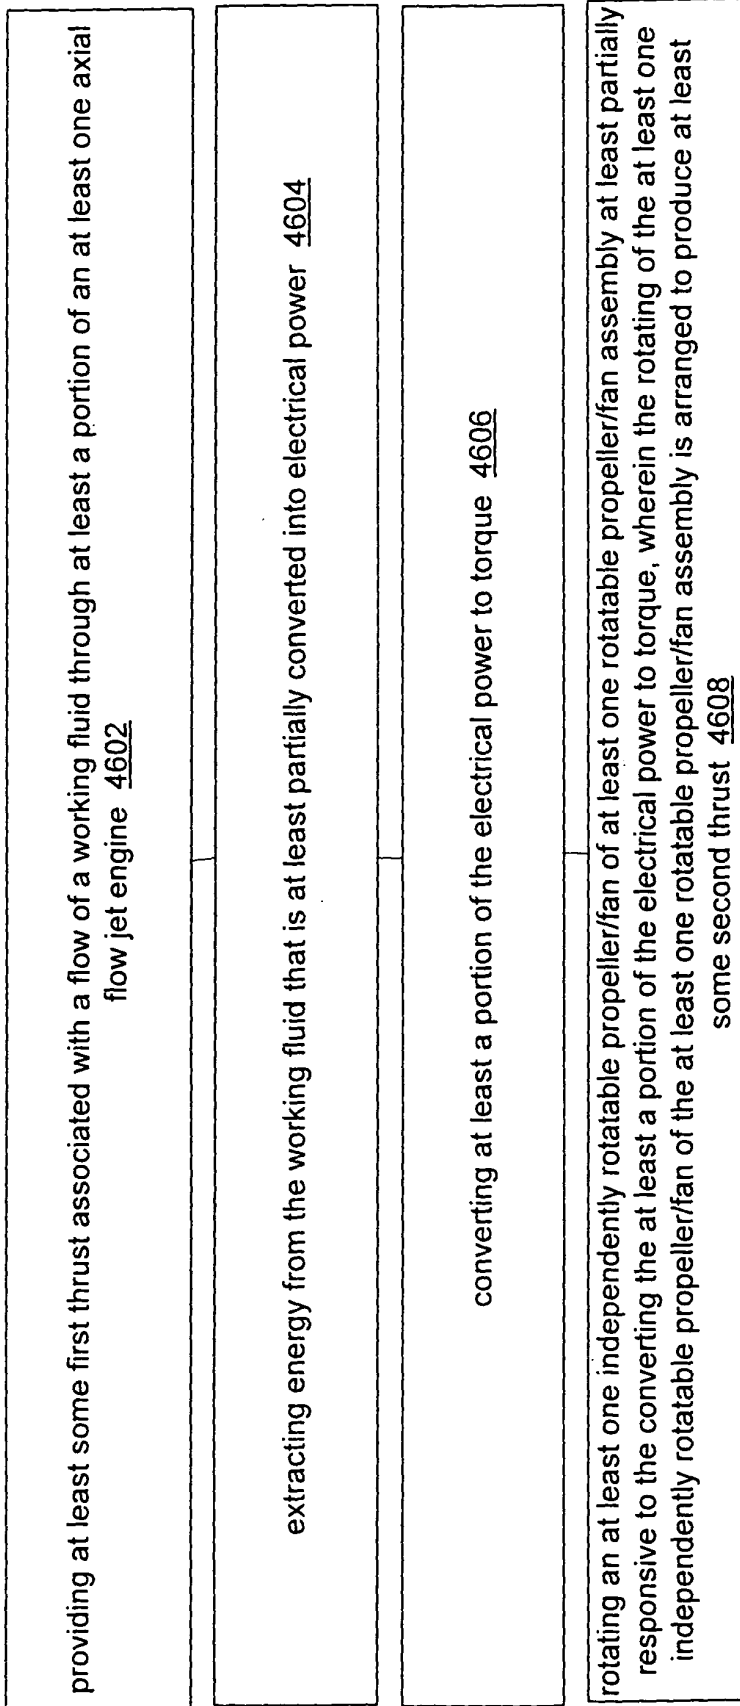 providing at least some first thrust associated with a flow of a working fluid through at least a portion of an at least one axial
flow jet engine 4602
extracting energy from the working fluid that is at least partially converted into electrical power 4604
converting at least a portion of the electrical power to torque 4606
rotating an at least one independently rotatable propeller/fan of at least one rotatable propeller/fan assembly at least partially
responsive to the converting the at least a portion of the electrical power to torque, wherein the rotating of the at least one
independently rotatable propeller/fan of the at least one rotatable propeller/fan assembly is arranged to produce at least
some second thrust 4608